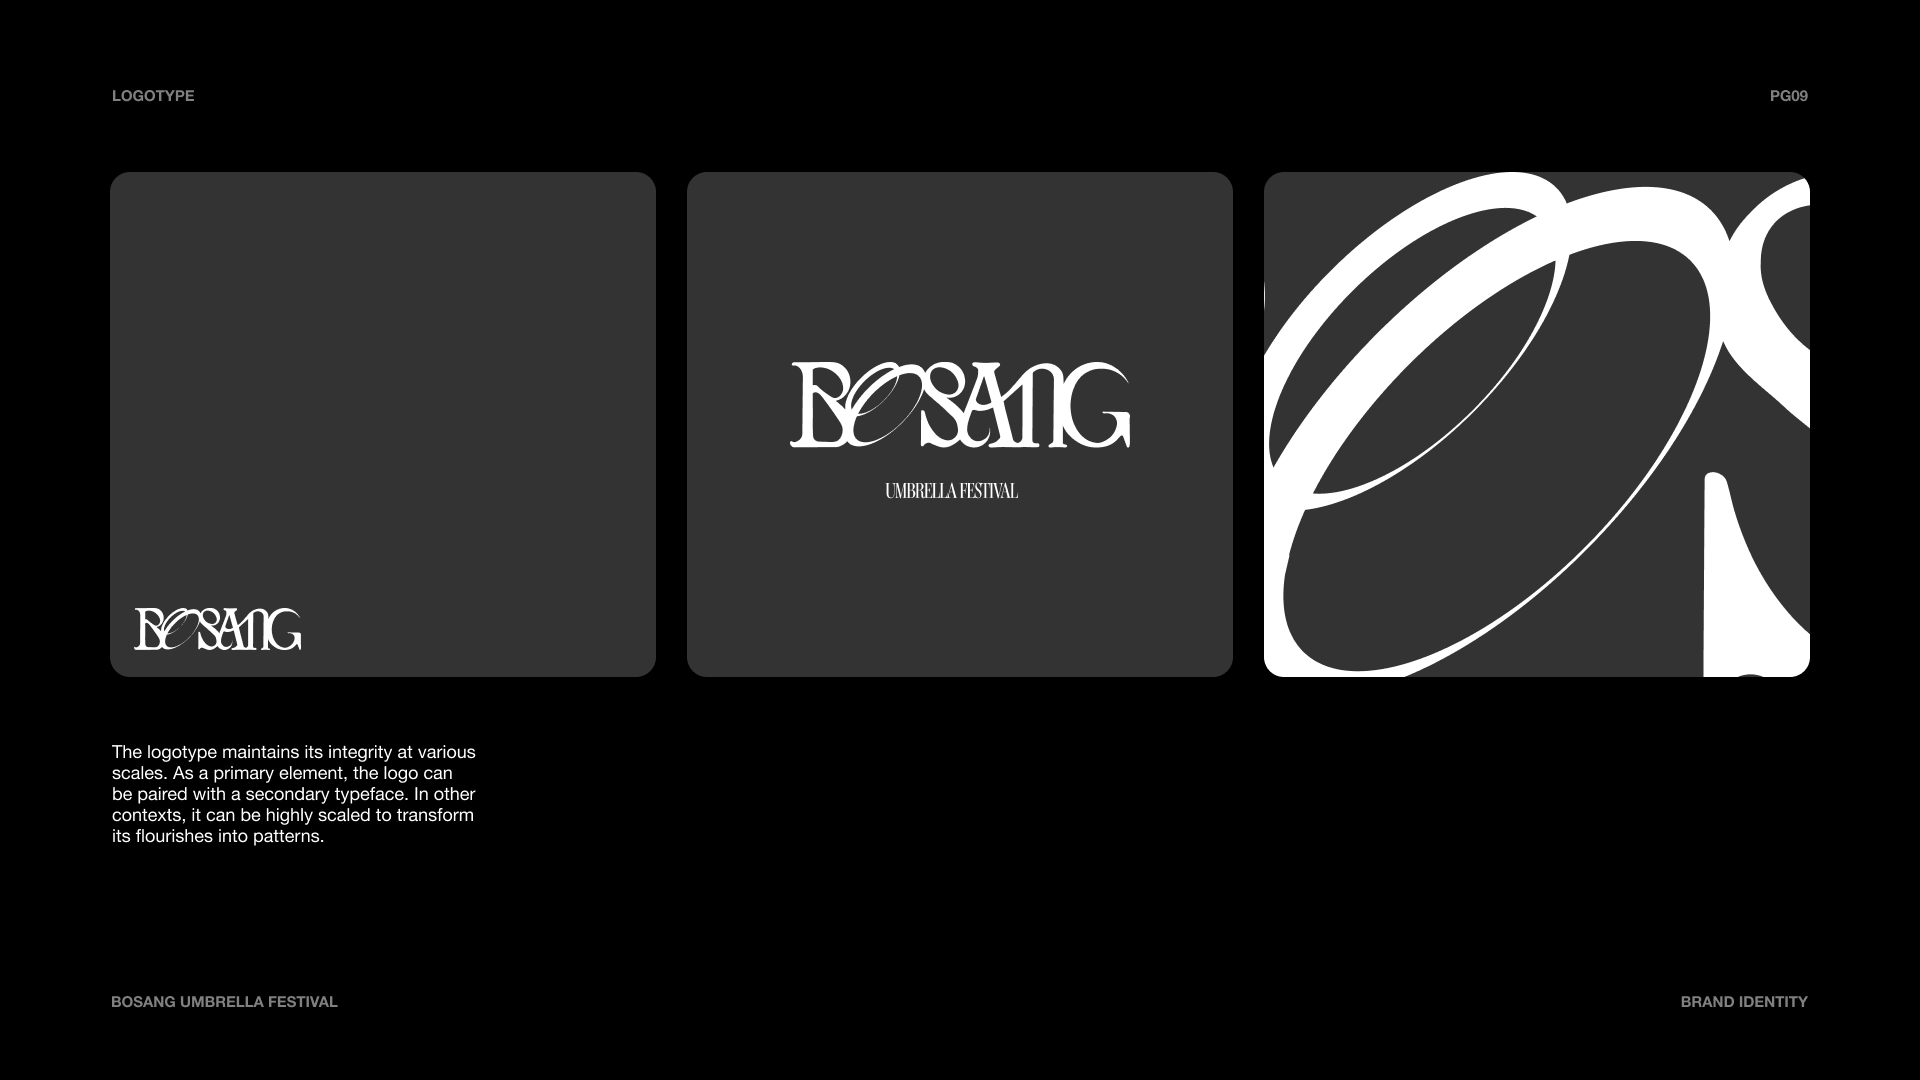 LOGOTYPE
PG09
BOSANG
BOSANG
UMBRELLA FESTIVAL
The logotype maintains its integrity at various
scales. As a primary element, the logo can
be paired with a secondary typeface. In other
contexts, it can be highly scaled to transform
its flourishes into patterns.
BOSANG UMBRELLA FESTIVAL
BRAND IDENTITY